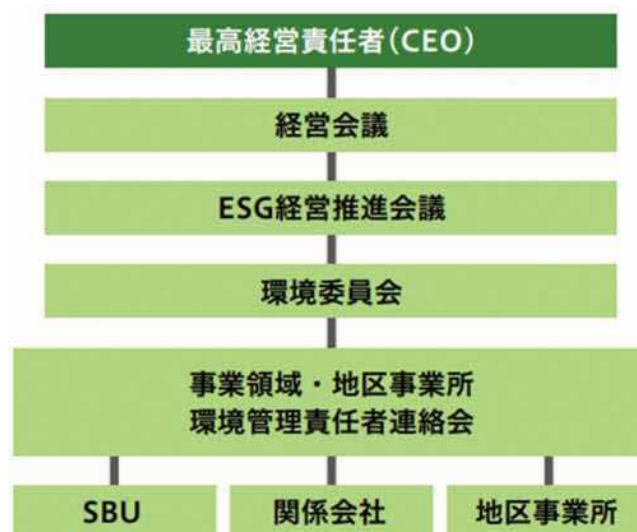 最高経営責任者（CEO）
経営会議
ESG経営推進会議
環境委員会
事業領域・地区事業所
環境管理責任者連絡会
SBU
関係会社
地区事業所